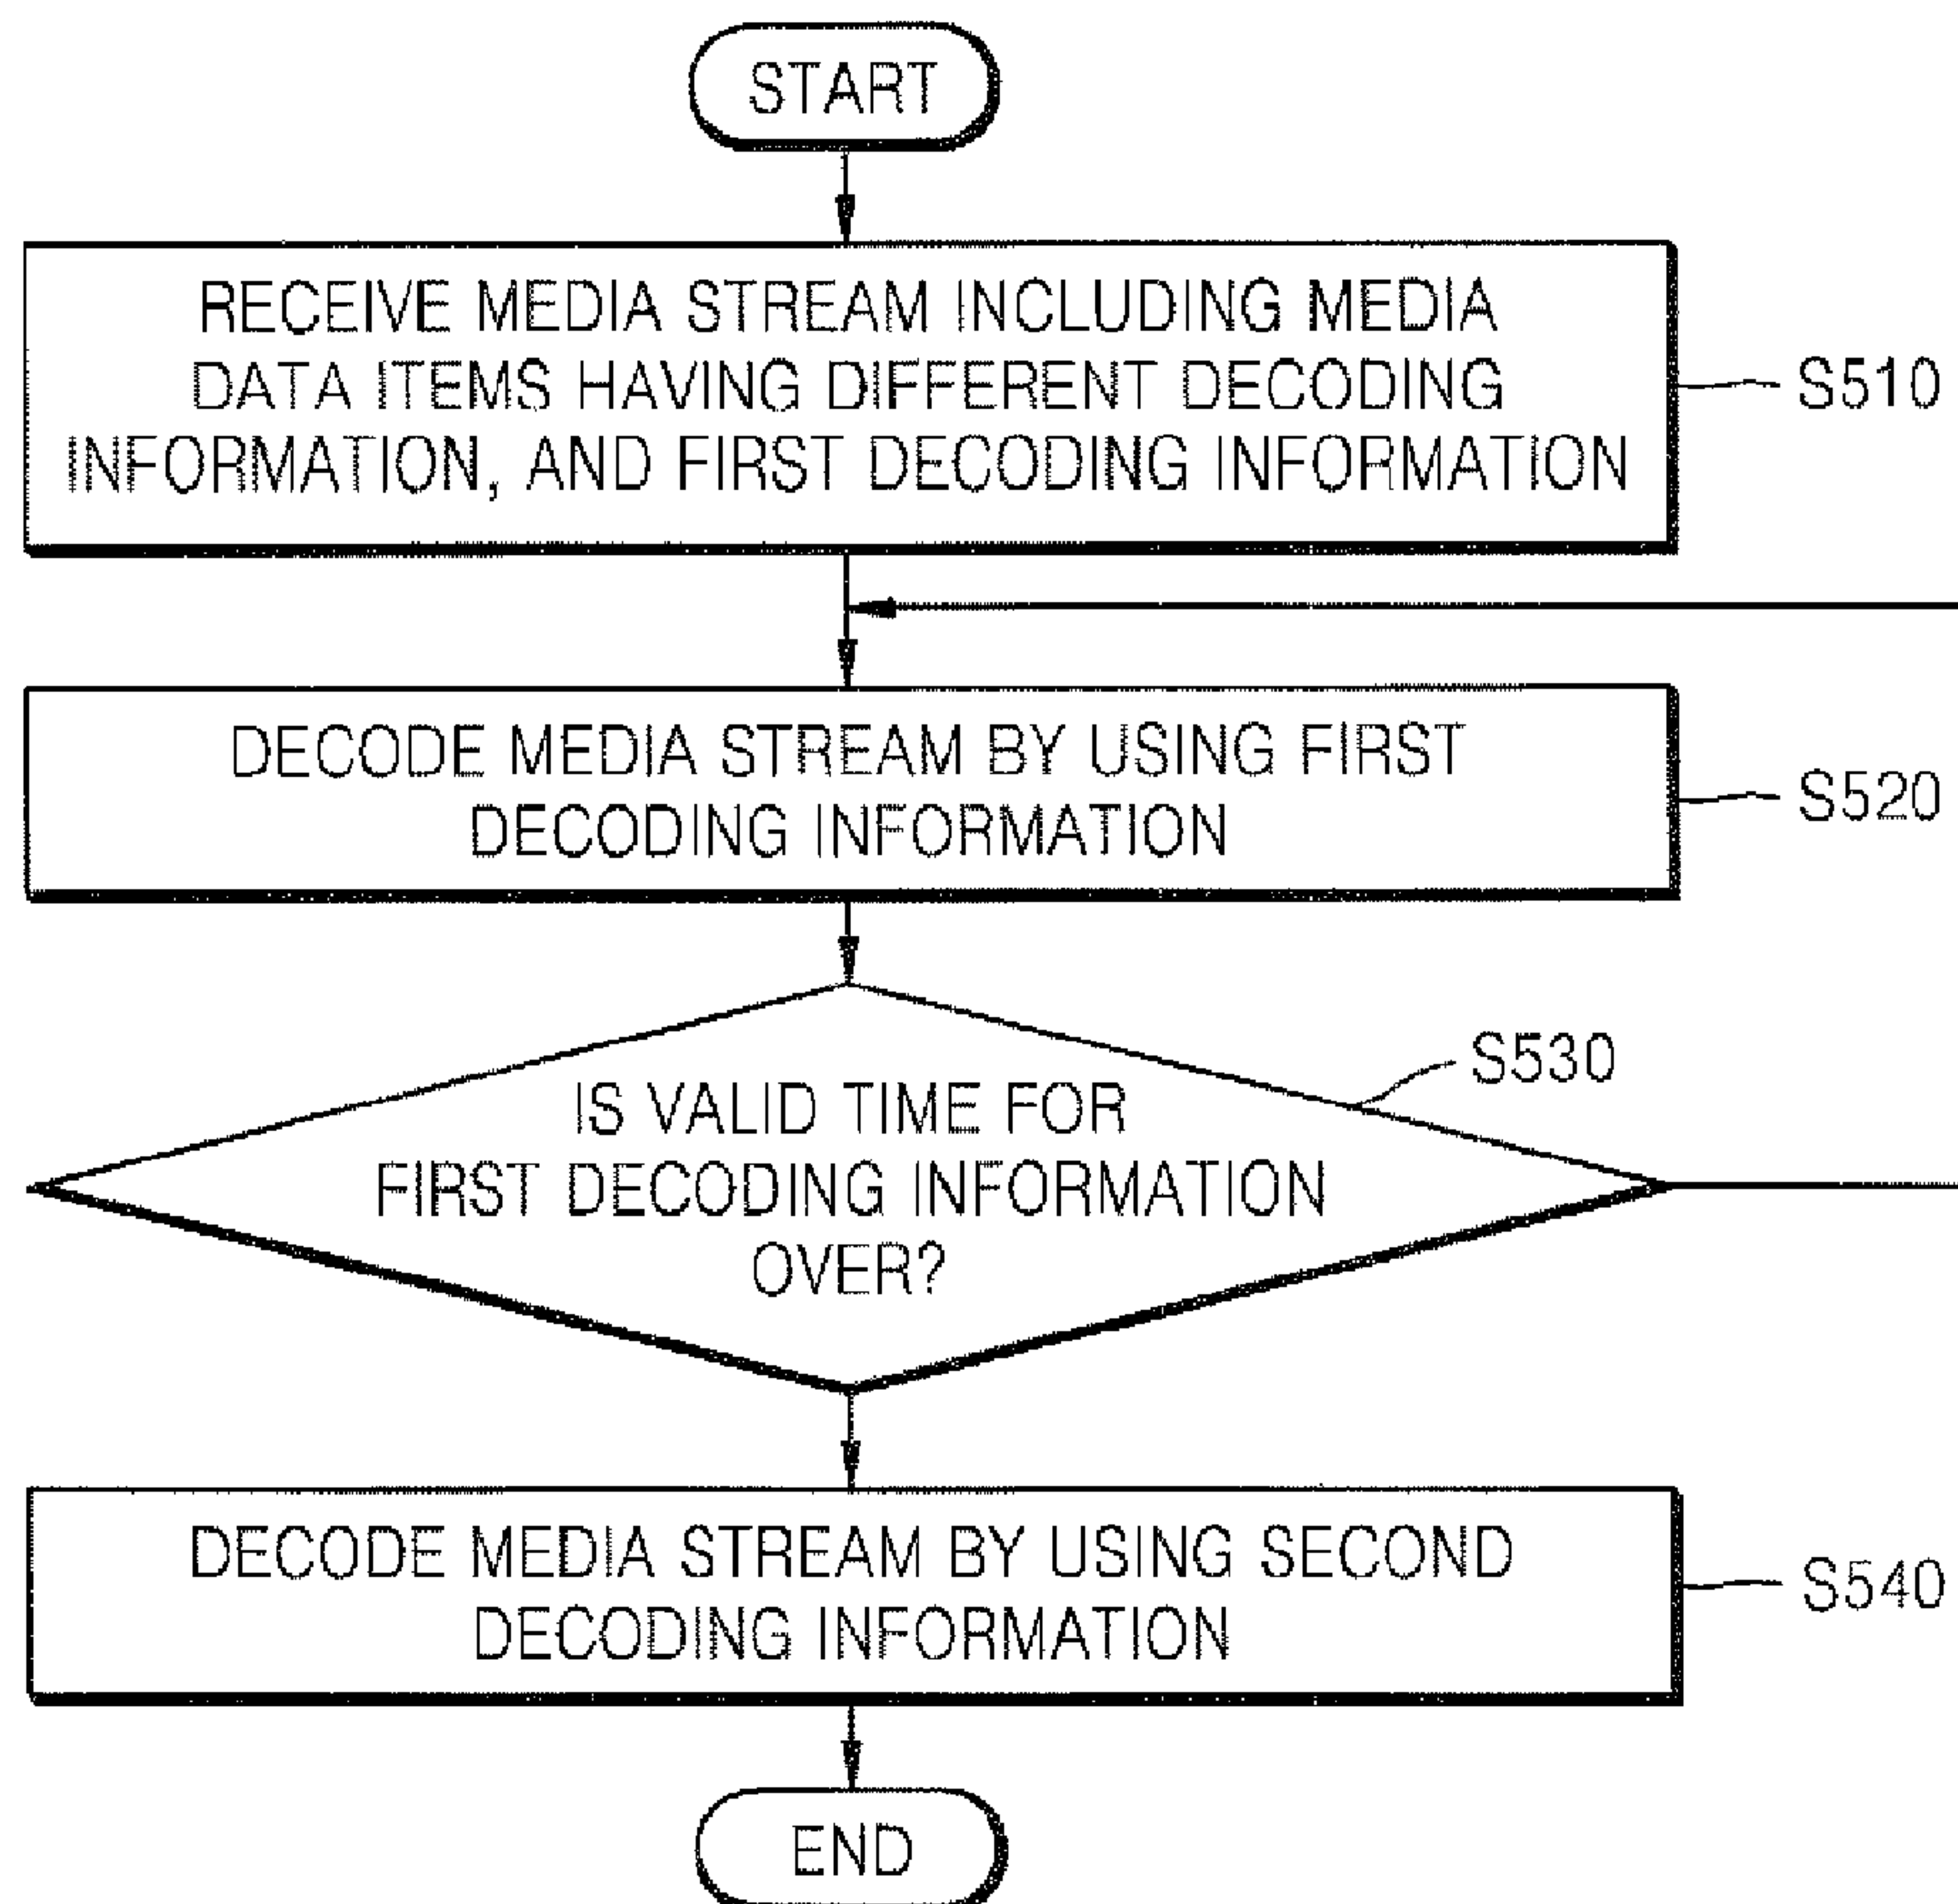 START
RECEIVE MEDIA STREAM INCLUDING MEDIA
DATA ITEMS HAVING DIFFERENT DECODING
INFORMATION, AND FIRST DECODING INFORMATION
S510
DECODE MEDIA STREAM BY USING FIRST
DECODING INFORMATION
S520
S530
IS VALID TIME FOR
FIRST DECODING INFORMATION
OVER?
DECODE MEDIA STREAM BY USING SECOND
DECODING INFORMATION
S540
END